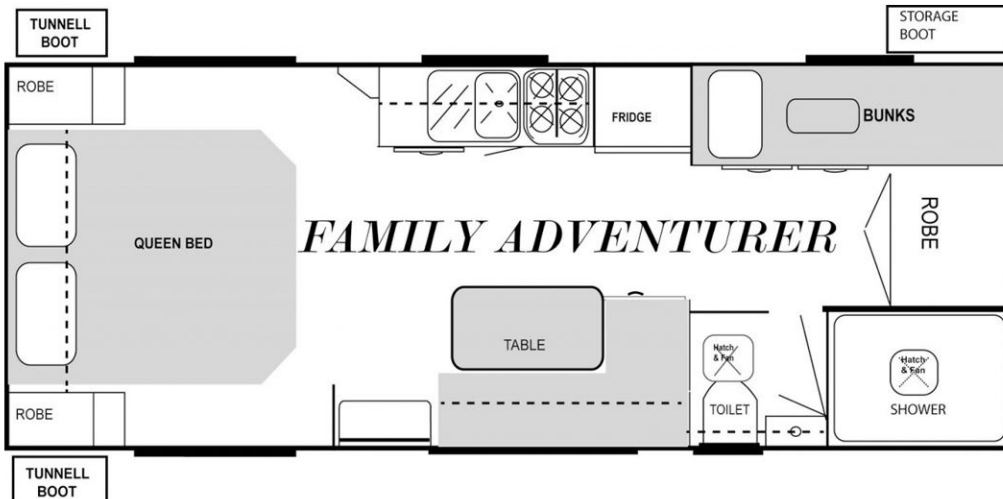 TUNNELL
BOOT
STORAGE
BOOT
ROBE
FRIDGE
BUNKS
QUEEN BED
FAMILY ADVENTURER
ROBE
TABLE
Hatch
& Fan
Hatch
& Fan
ROBE
TOILET
SHOWER
TUNNELL
BOOT